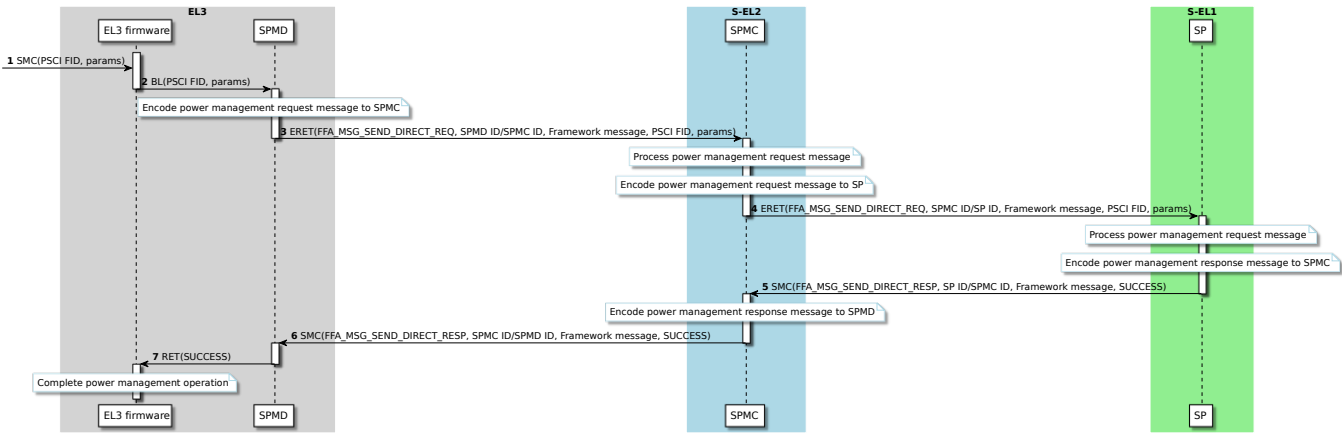 EL3
S-EL2
S-EL1
EL3 firmware
SPMD
SPMC
SP
1 SMC(PSCI FID, params)
2 BL(PSCI FID, params)
Encode power management request message to SPMC
3 ERET(FFA_MSG_SEND_DIRECT_REQ, SPMD ID/SPMC ID, Framework message, PSCI FID, params)
Process power management request message
Encode power management request message to SP
4 ERET(FFA_MSG_SEND_DIRECT_REQ, SPMC ID/SP ID, Framework message, PSCI FID, params)
Process power management request message
Encode power management response message to SPMC
5 SMC(FFA_MSG_SEND_DIRECT_RESP, SP ID/SPMC ID, Framework message, SUCCESS)
Encode power management response message to SPMD
6 SMC(FFA_MSG_SEND_DIRECT_RESP, SPMC ID/SPMD ID, Framework message, SUCCESS)
7 RET(SUCCESS)
Complete power management operation
EL3 firmware
SPMD
SPMC
SP